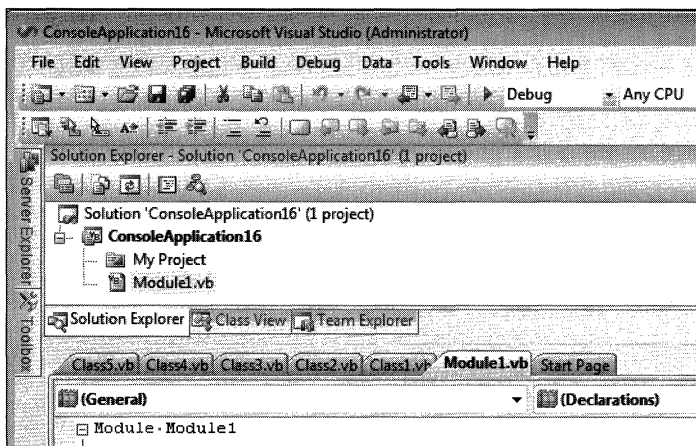 ConsoleApplication16 - Microsoft Visual Studio (Administrator)
File Edit View Project Build Debug Data Tools Window Help
Debug Any CPU
Solution Explorer - Solution 'ConsoleApplication16' (1 project)
Server Explorer
Toolbox
Solution 'ConsoleApplication16' (1 project)
ConsoleApplication16
My Project
Module1.vb
Solution Explorer Class View Team Explorer
Class5.vb Class4.vb Class3.vb Class2.vb Class1.vb Module1.vb Start Page
(General) (Declarations)
Module·Module1